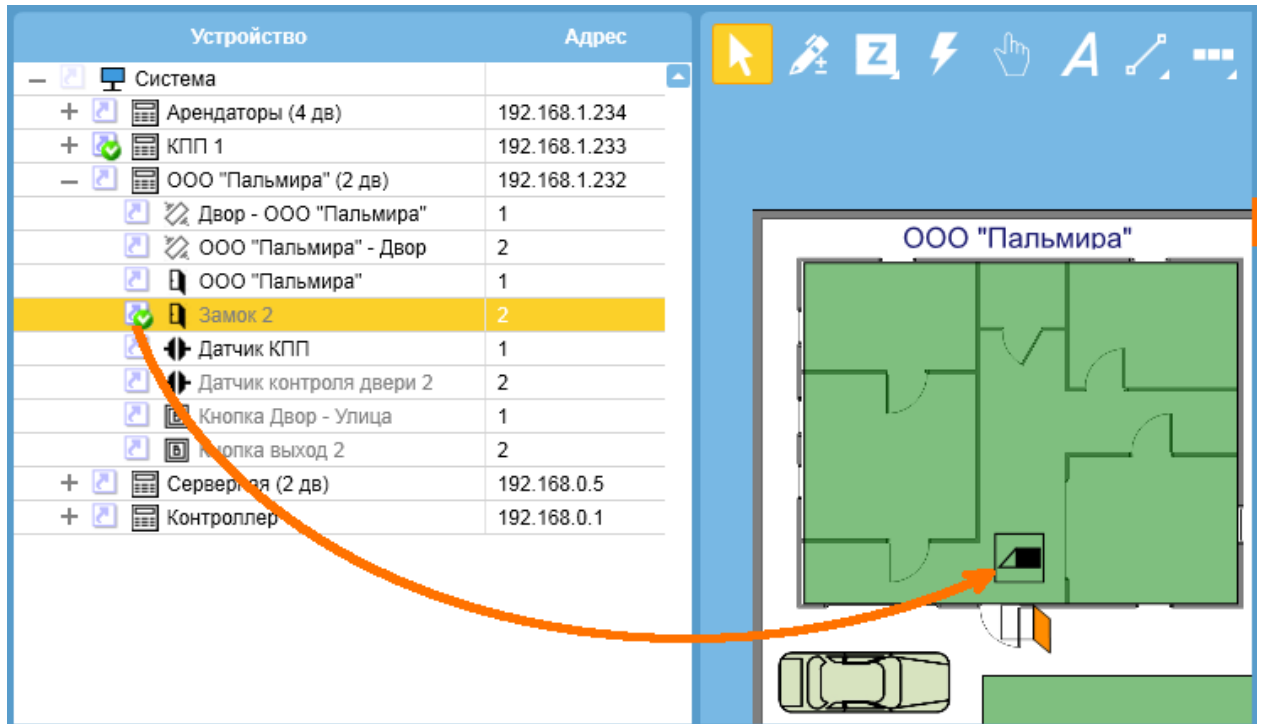 Устройство Адрес
Система
Арендаторы (4 дв) 192.168.1.234
КПП 1 192.168.1.233
ООО "Пальмира" (2 дв) 192.168.1.232
Двор - ООО "Пальмира" 1
ООО "Пальмира" - Двор 2
ООО "Пальмира" 1
Замок 2 2
Датчик КПП 1
Датчик контроля двери 2 2
Кнопка Двор - Улица 1
Кнопка выход 2 2
Серверная (2 дв) 192.168.0.5
Контроллер 192.168.0.1
Z A
ООО "Пальмира"